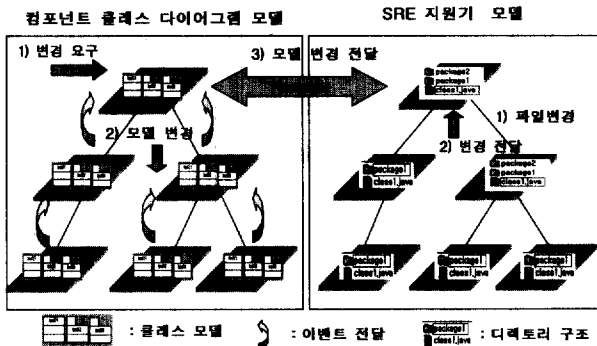 컴포넌트 클래스 다이어그램 모델
SRE 지원기 모델
1) 변경 요구
3) 모델 변경 전달
2) 모델 변경
package2
package1
class1.java
1) 파일변경
2) 변경 전달
package1
class1.java
package2
package1
class1.java
package1
class1.java
package1
class1.java
package1
class1.java
: 클래스 모델
: 이벤트 전달
package1
class1.java
: 디렉토리 구조